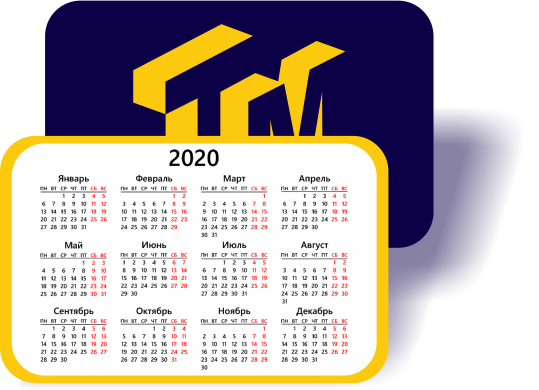 TM
2020
Январь
ПН ВТ СР ЧТ ПТ СБ ВС
1 2 3 4 5
6 7 8 9 10 11 12
13 14 15 16 17 18 19
20 21 22 23 24 25 26
27 28 29 30 31
Февраль
ПН ВТ СР ЧТ ПТ СБ ВС
1 2
3 4 5 6 7 8 9
10 11 12 13 14 15 16
17 18 19 20 21 22 23
24 25 26 27 28 29
Март
ПН ВТ СР ЧТ ПТ СБ ВС
1
2 3 4 5 6 7 8
9 10 11 12 13 14 15
16 17 18 19 20 21 22
23 24 25 26 27 28 29
30 31
Апрель
ПН ВТ СР ЧТ ПТ СБ ВС
1 2 3 4 5
6 7 8 9 10 11 12
13 14 15 16 17 18 19
20 21 22 23 24 25 26
27 28 29 30
Май
ПН ВТ СР ЧТ ПТ СБ ВС
1 2 3
4 5 6 7 8 9 10
11 12 13 14 15 16 17
18 19 20 21 22 23 24
25 26 27 28 29 30 31
Июнь
ПН ВТ СР ЧТ ПТ СБ ВС
1 2 3 4 5 6 7
8 9 10 11 12 13 14
15 16 17 18 19 20 21
22 23 24 25 26 27 28
29 30
Июль
ПН ВТ СР ЧТ ПТ СБ ВС
1 2 3 4 5
6 7 8 9 10 11 12
13 14 15 16 17 18 19
20 21 22 23 24 25 26
27 28 29 30 31
Август
ПН ВТ СР ЧТ ПТ СБ ВС
1 2
3 4 5 6 7 8 9
10 11 12 13 14 15 16
17 18 19 20 21 22 23
24 25 26 27 28 29 30
31
Сентябрь
ПН ВТ СР ЧТ ПТ СБ ВС
1 2 3 4 5 6
7 8 9 10 11 12 13
14 15 16 17 18 19 20
21 22 23 24 25 26 27
28 29 30
Октябрь
ПН ВТ СР ЧТ ПТ СБ ВС
1 2 3 4
5 6 7 8 9 10 11
12 13 14 15 16 17 18
19 20 21 22 23 24 25
26 27 28 29 30 31
Ноябрь
ПН ВТ СР ЧТ ПТ СБ ВС
1
2 3 4 5 6 7 8
9 10 11 12 13 14 15
16 17 18 19 20 21 22
23 24 25 26 27 28 29
30
Декабрь
ПН ВТ СР ЧТ ПТ СБ ВС
1 2 3 4 5 6
7 8 9 10 11 12 13
14 15 16 17 18 19 20
21 22 23 24 25 26 27
28 29 30 31